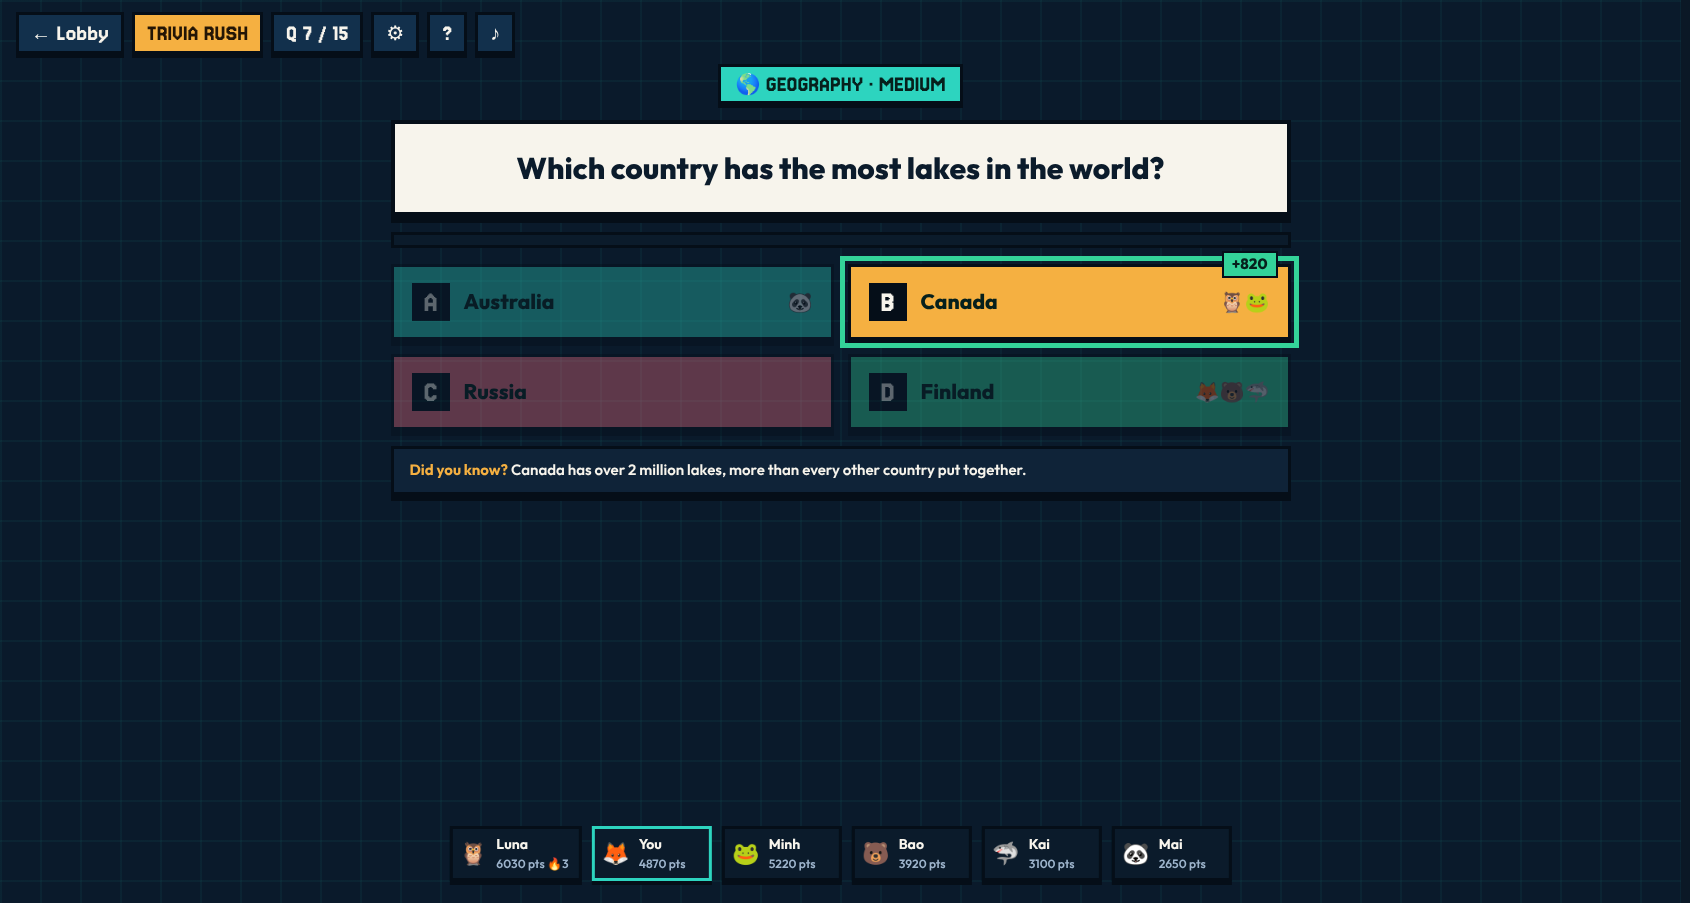 ← Lobby
TRIVIA RUSH
Q 7 / 15
?
GEOGRAPHY · MEDIUM
Which country has the most lakes in the world?
A Australia
+820
B Canada
C Russia
D Finland
Did you know? Canada has over 2 million lakes, more than every other country put together.
Luna
6030 pts 🔥3
You
4870 pts
Minh
5220 pts
Bao
3920 pts
Kai
3100 pts
Mai
2650 pts